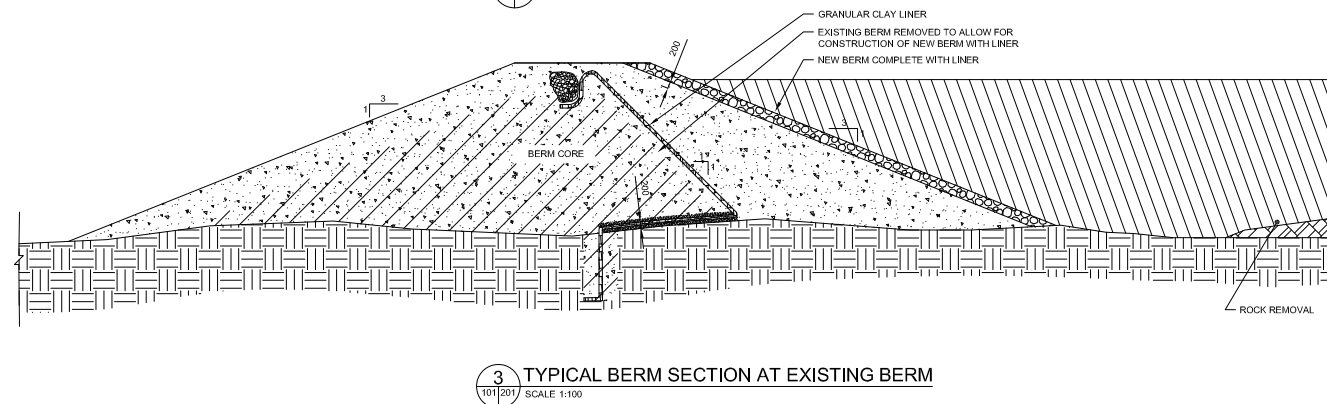 GRANULAR CLAY LINER
EXISTING BERM REMOVED TO ALLOW FOR
CONSTRUCTION OF NEW BERM WITH LINER
NEW BERM COMPLETE WITH LINER
200
3
1
3
1
BERM CORE
1
1
ROCK REMOVAL
3 TYPICAL BERM SECTION AT EXISTING BERM
101 201 SCALE 1:100